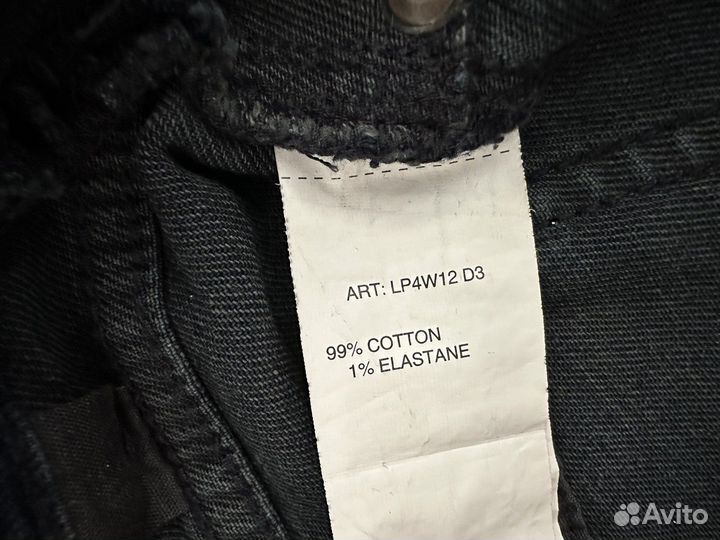 ART: LP4W12 D3
99% COTTON
1% ELASTANE
Avito